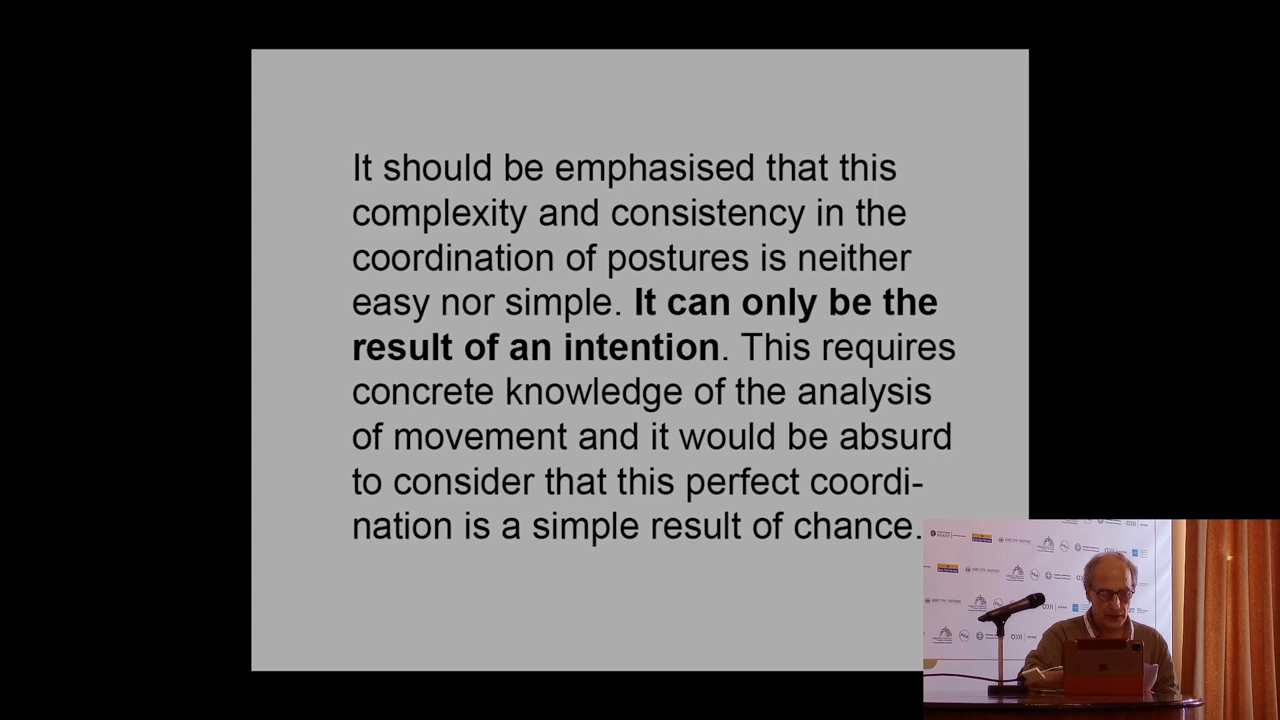 It should be emphasised that this
complexity and consistency in the
coordination of postures is neither
easy nor simple. It can only be the
result of an intention. This requires
concrete knowledge of the analysis
of movement and it would be absurd
to consider that this perfect coordi-
nation is a simple result of chance.